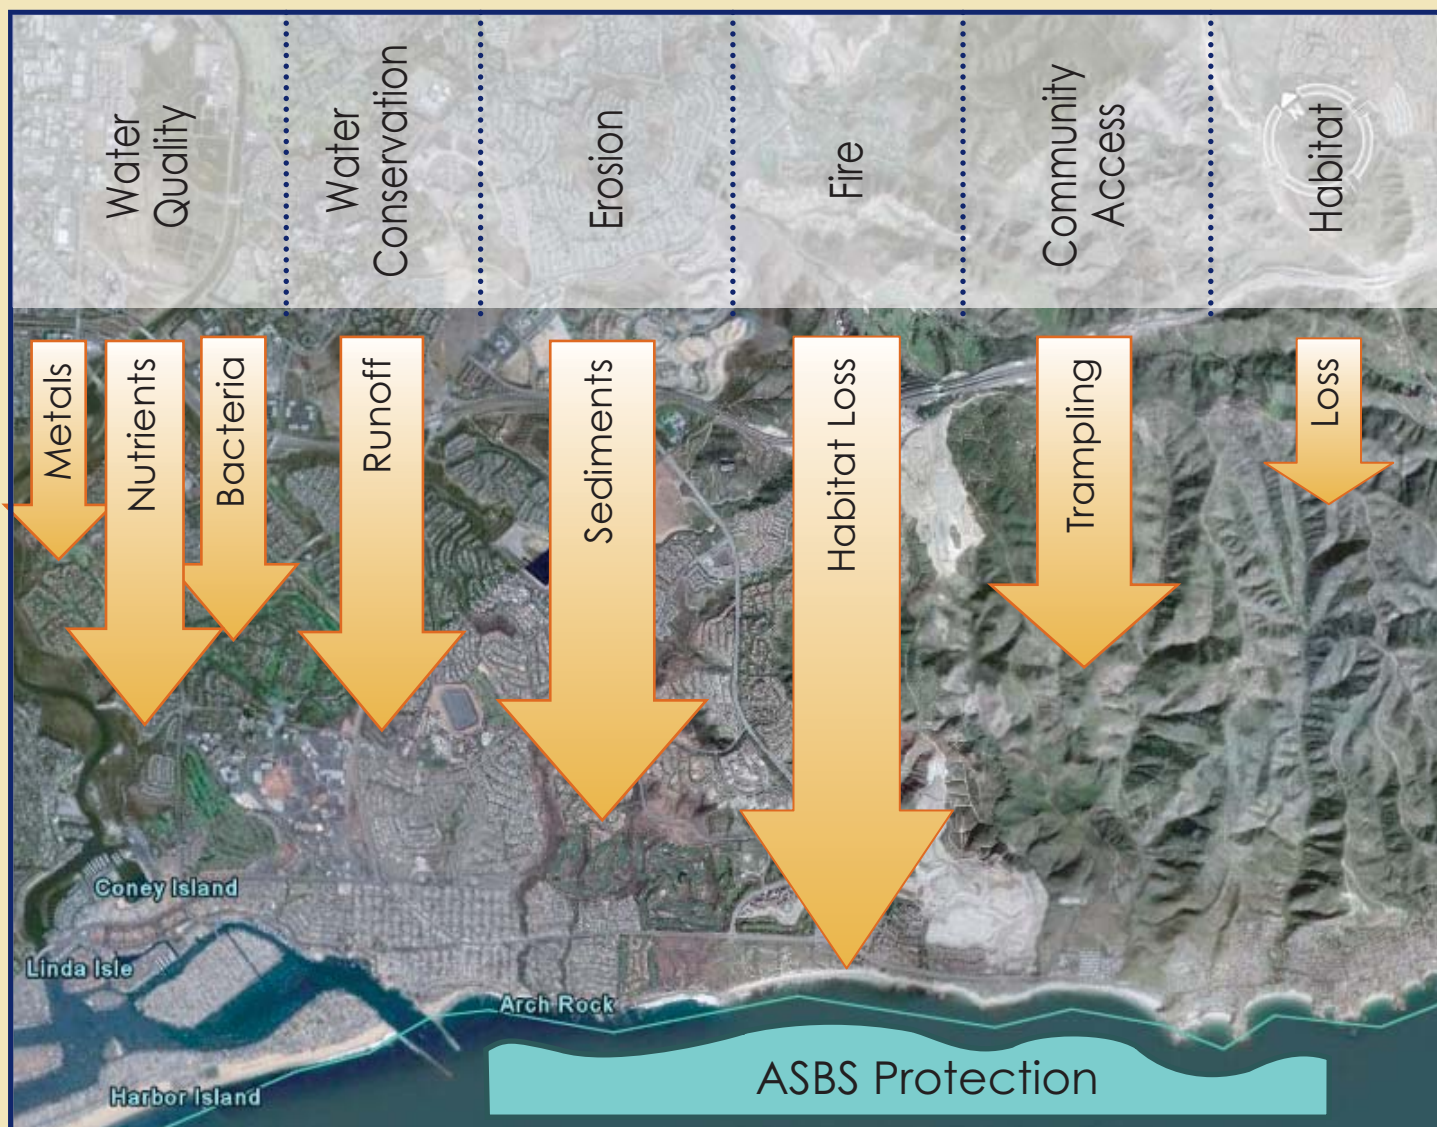 Water
Quality
Water
Conservation
Erosion
Fire
Community
Access
Habitat
N
Metals
Nutrients
Bacteria
Runoff
Sediments
Habitat Loss
Trampling
Loss
Coney Island
Linda Isle
Arch Rock
Harbor Island
ASBS Protection